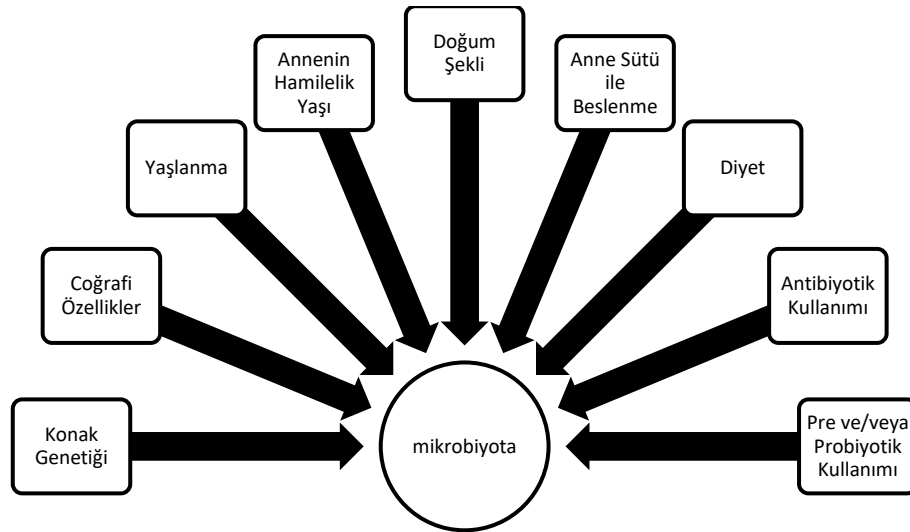 Konak
Genetiği
Coğrafi
Özellikler
Yaşlanma
Annenin
Hamilelik
Yaşı
Doğum
Şekli
Anne Sütü
ile
Beslenme
Diyet
Antibiyotik
Kullanımı
Pre ve/veya
Probiyotik
Kullanımı
mikrobiyota